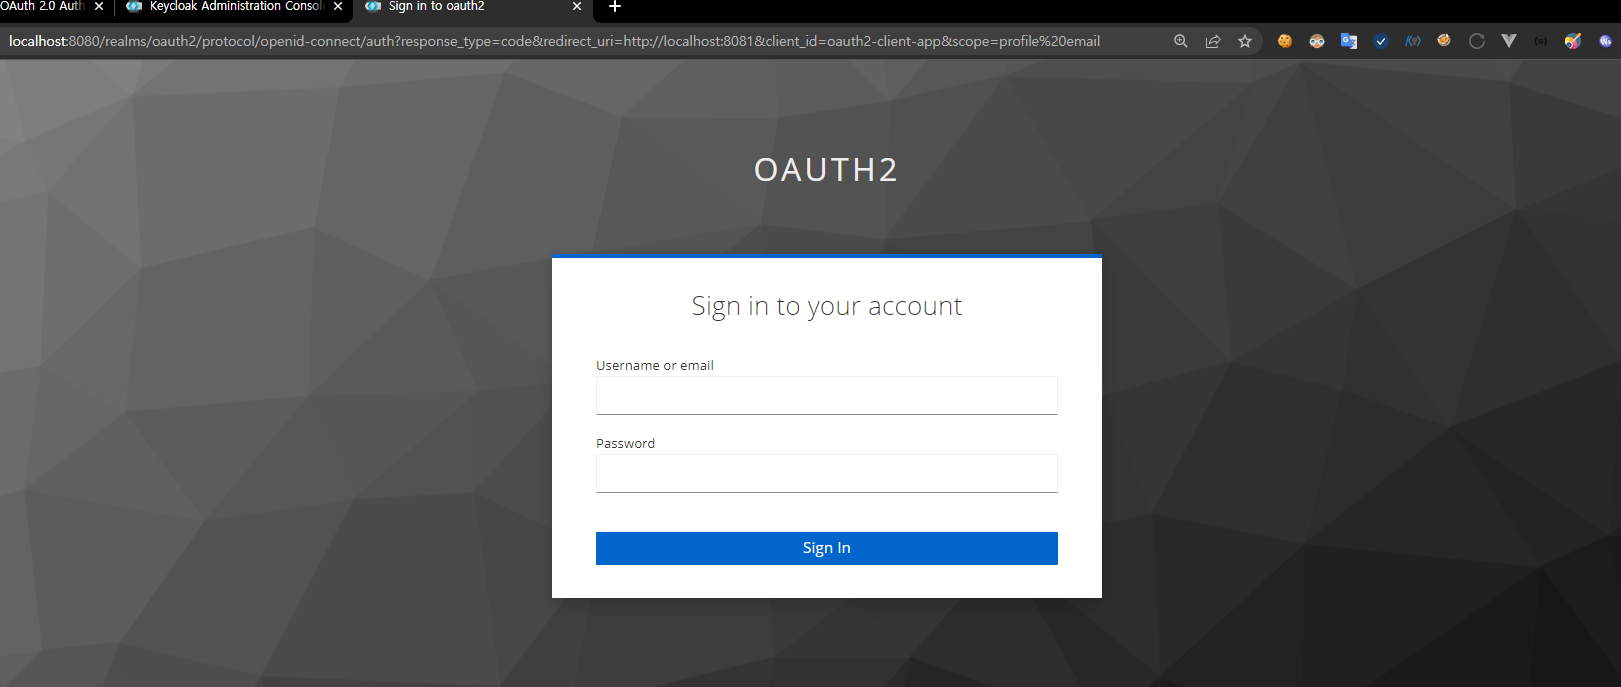 OAuth 2.0 Auth
Keycloak Administration Consol
Sign in to oauth2
localhost:8080/realms/oauth2/protocol/openid-connect/auth?response_type=code&redirect_uri=http://localhost:8081&client_id=oauth2-client-app&scope=profile%20email
OAUTH2
Sign in to your account
Username or email
Password
Sign In